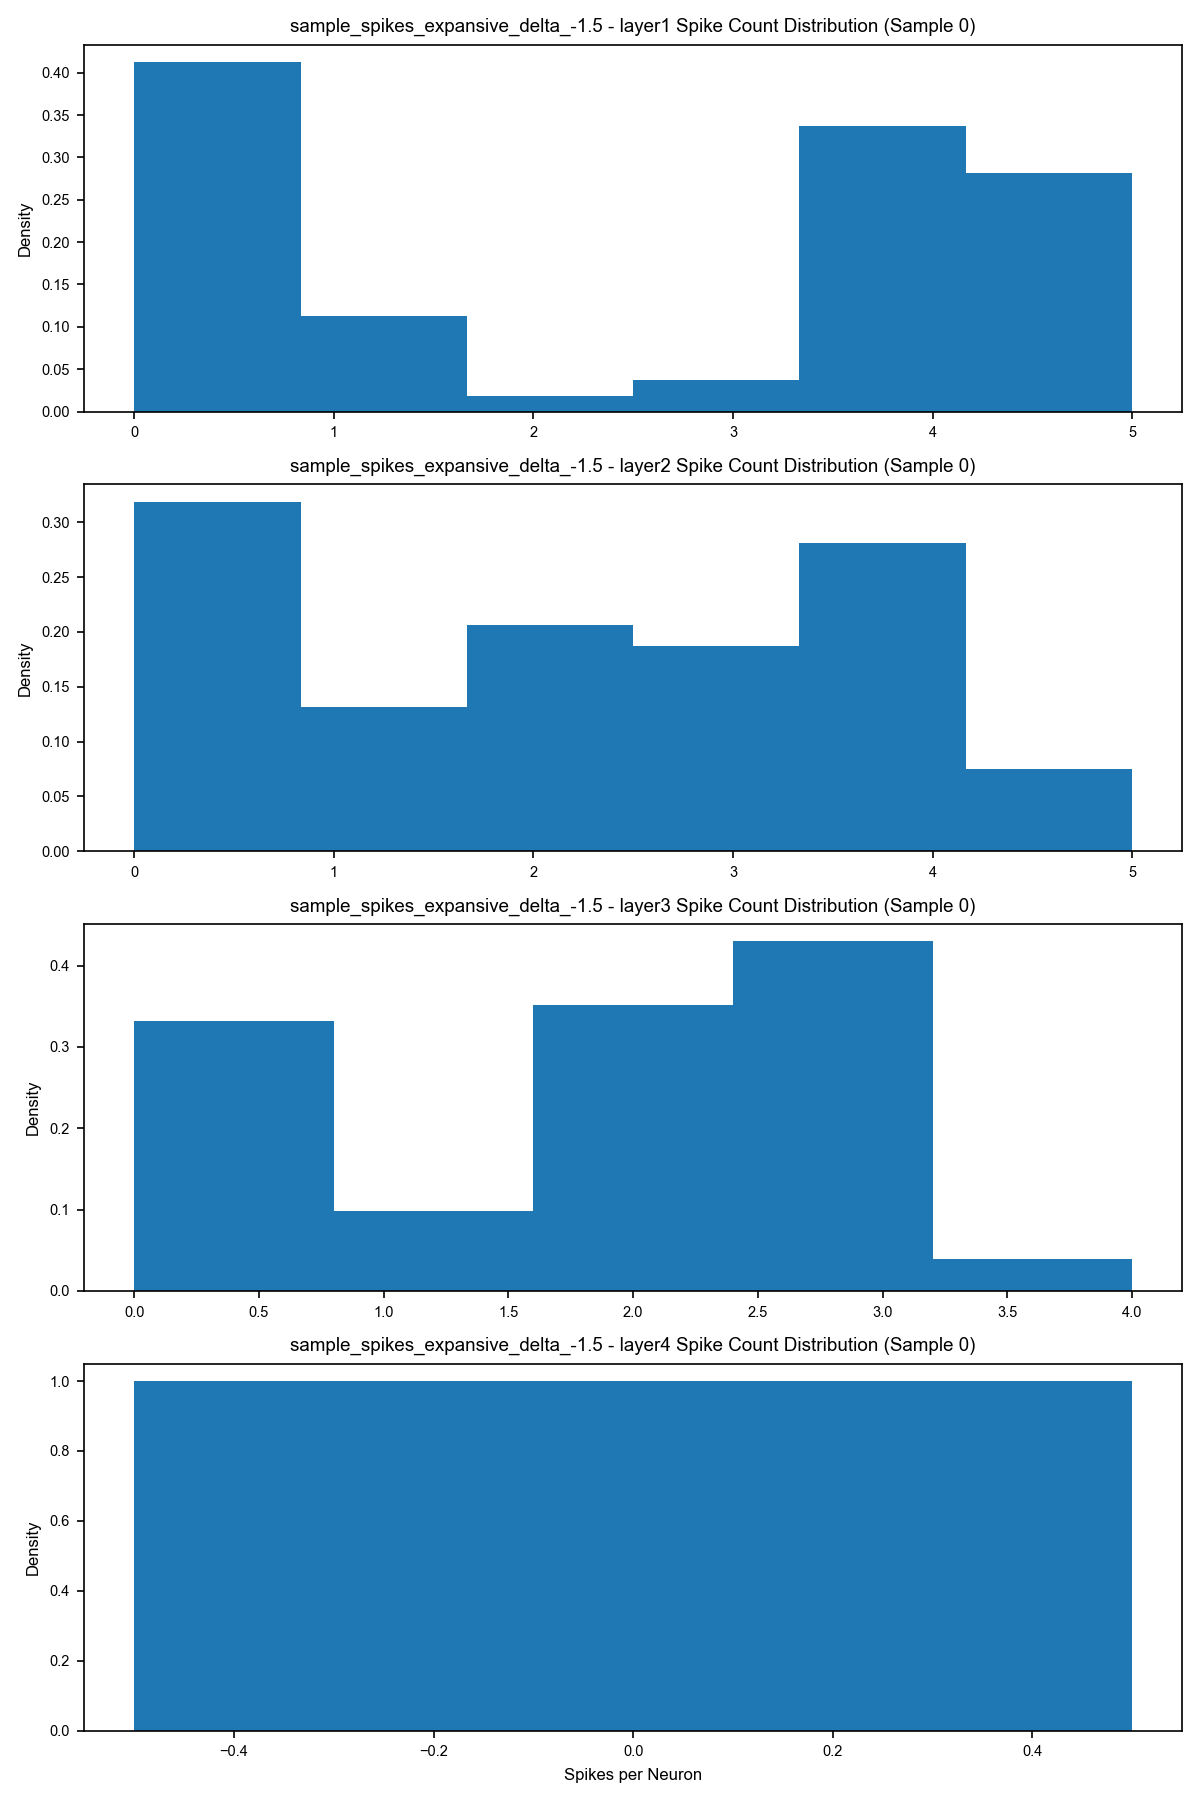 sample_spikes_expansive_delta_-1.5 - layer1 Spike Count Distribution (Sample 0)
0.40
0.35
0.30
0.25
0.20
0.15
0.10
0.05
0.00
Density
0 1 2 3 4 5
sample_spikes_expansive_delta_-1.5 - layer2 Spike Count Distribution (Sample 0)
0.30
0.25
0.20
0.15
0.10
0.05
0.00
Density
0 1 2 3 4 5
sample_spikes_expansive_delta_-1.5 - layer3 Spike Count Distribution (Sample 0)
0.4
0.3
0.2
0.1
0.0
Density
0.0 0.5 1.0 1.5 2.0 2.5 3.0 3.5 4.0
sample_spikes_expansive_delta_-1.5 - layer4 Spike Count Distribution (Sample 0)
1.0
0.8
0.6
0.4
0.2
0.0
Density
−0.4 −0.2 0.0 0.2 0.4
Spikes per Neuron